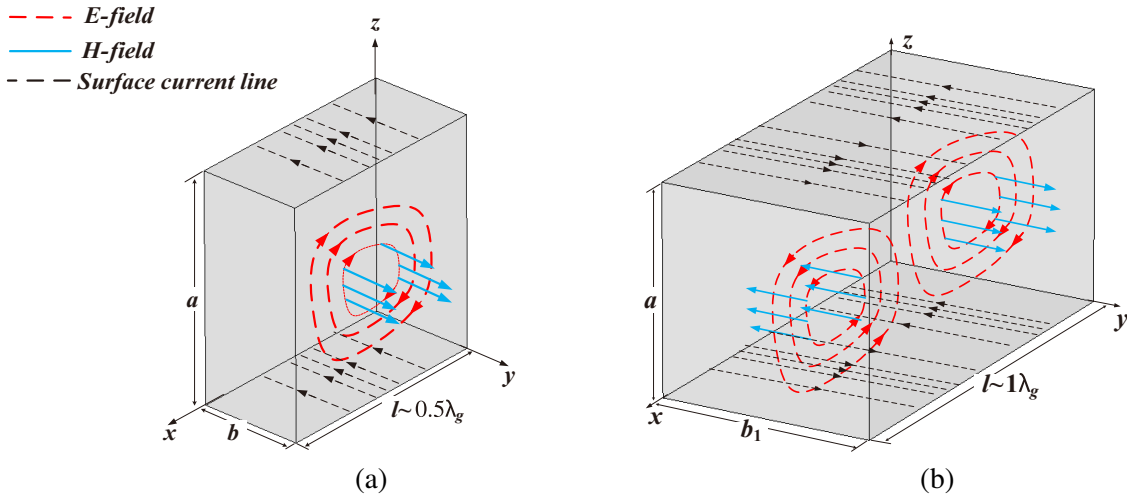 E-field
H-field
Surface current line
z
a
x
b
l~0.5λg
y
(a)
z
a
x
b1
l~1λg
y
(b)